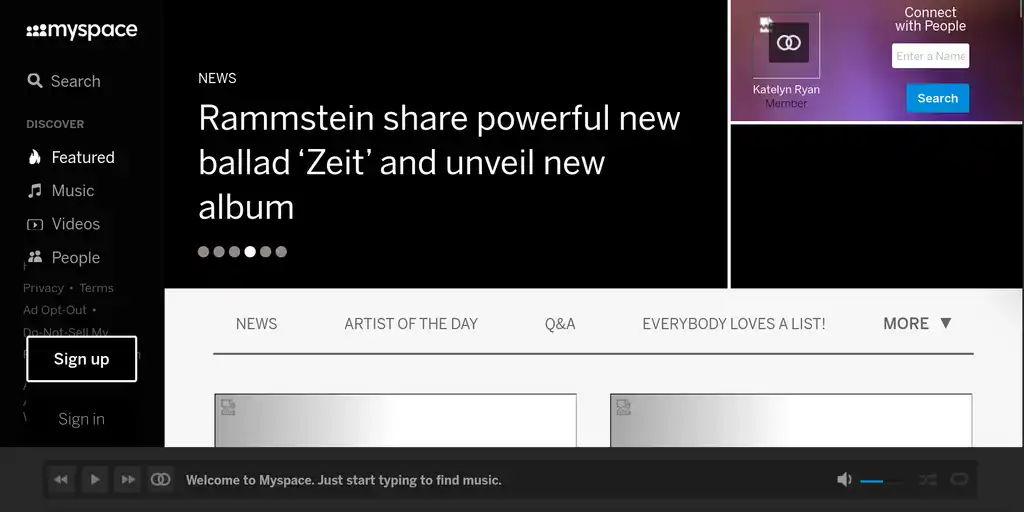 myspace
Search
DISCOVER
Featured
Music
Videos
People
Privacy • Terms
Ad Opt-Out •
Do-Not-Sell My
Sign up
Sign in
NEWS
Rammstein share powerful new
ballad ‘Zeit’ and unveil new
album
Connect
with People
Enter a Name
Katelyn Ryan
Member
Search
NEWS
ARTIST OF THE DAY
Q&A
EVERYBODY LOVES A LIST!
MORE ▼
Welcome to Myspace. Just start typing to find music.